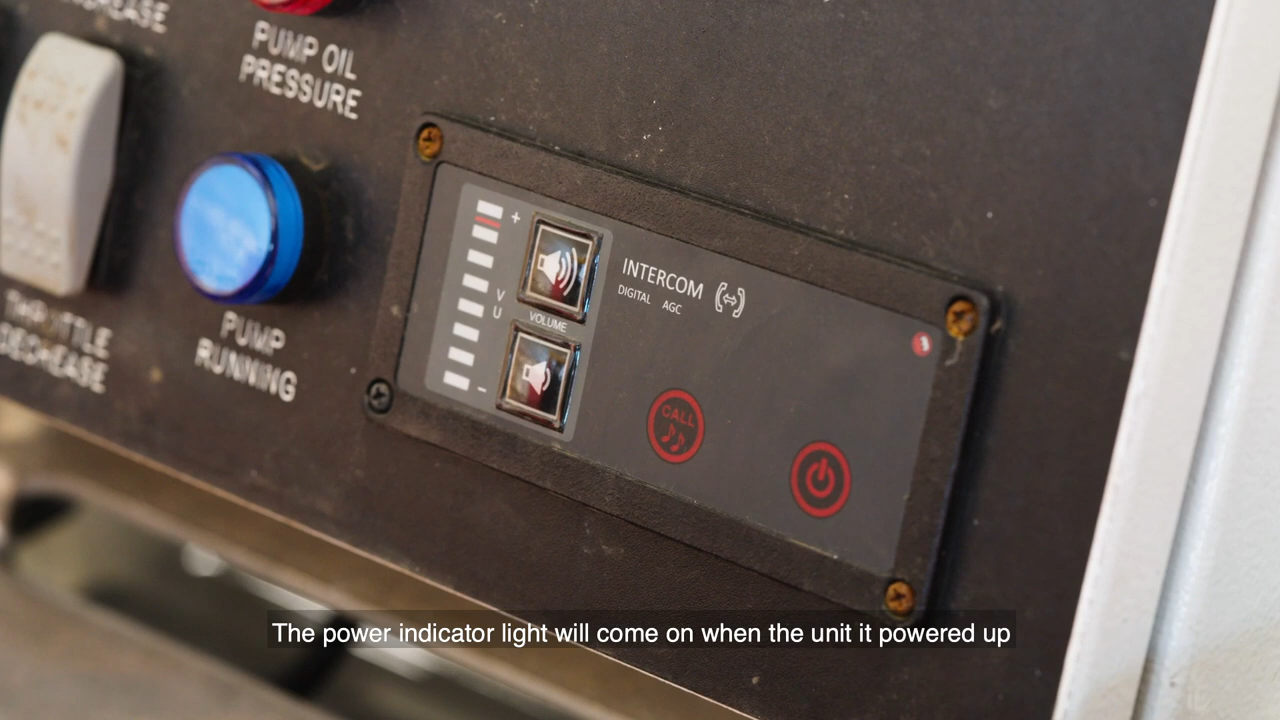 PUMP OIL
PRESSURE
THROTTLE
DECREASE
PUMP
RUNNING
+
V
U
-
VOLUME
INTERCOM
DIGITAL AGC
CALL
The power indicator light will come on when the unit it powered up